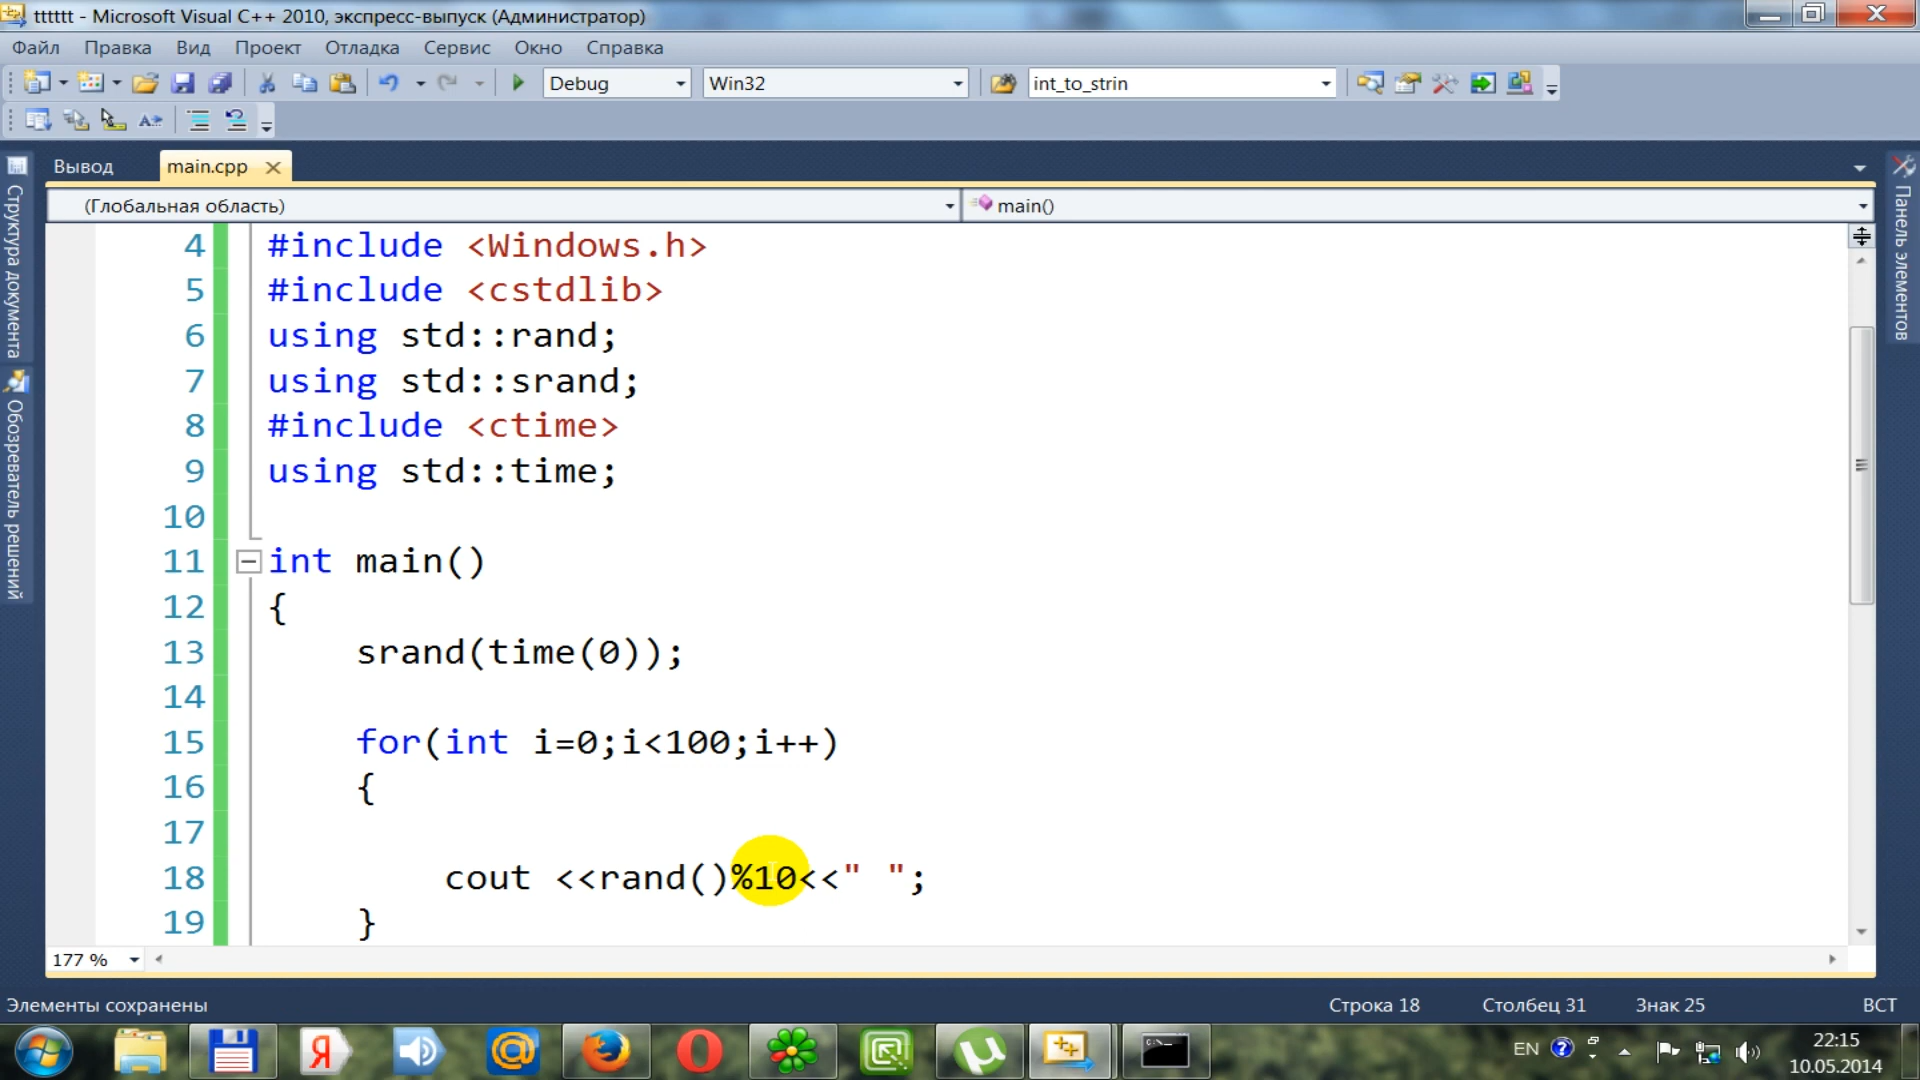 tttttt - Microsoft Visual C++ 2010, экспресс-выпуск (Администратор)
Файл Правка Вид Проект Отладка Сервис Окно Справка
Debug Win32 int_to_strin
Вывод main.cpp
(Глобальная область) main()
Структура документа
Обозреватель решений
Панель элементов
4 #include <Windows.h>
5 #include <cstdlib>
6 using std::rand;
7 using std::srand;
8 #include <ctime>
9 using std::time;
10
11 int main()
12 {
13 srand(time(0));
14
15 for(int i=0;i<100;i++)
16 {
17
18 cout <<rand()%10<<" ";
19 }
177 %
Элементы сохранены Строка 18 Столбец 31 Знак 25 ВСТ
EN 22:15
10.05.2014